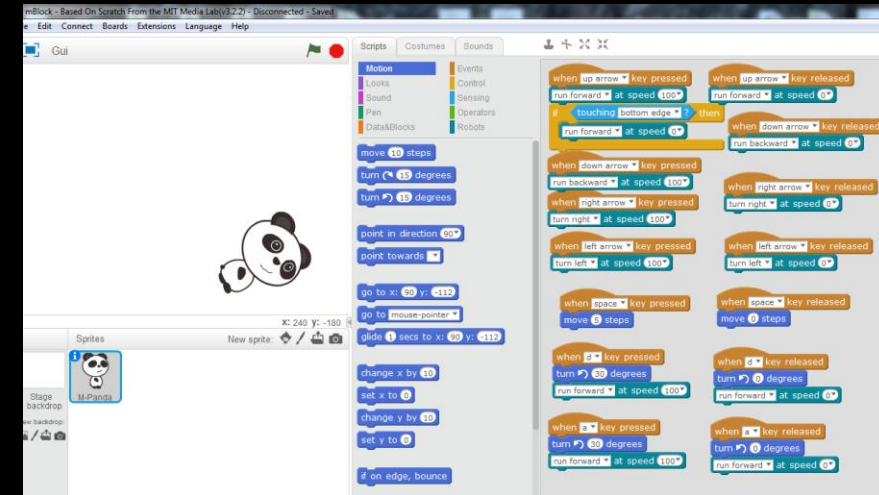 mBlock - Based On Scratch From the MIT Media Lab(v3.2.2) - Disconnected - Saved
Edit Connect Boards Extensions Language Help
Gui
Scripts Costumes Sounds
Motion Events
Looks Control
Sound Sensing
Pen Operators
Data&Blocks Robots
move 10 steps
turn 15 degrees
turn 15 degrees
point in direction 90
point towards
go to x: 90 y: -112
go to mouse-pointer
glide 1 secs to x: 90 y: -112
change x by 10
set x to 0
change y by 10
set y to 0
if on edge, bounce
X: 240 y: -180
Sprites New sprite:
M-Panda
Stage
backdrop
backdrop:
when up arrow key pressed
run forward at speed 100
if touching bottom edge ? then
run forward at speed 0
when down arrow key pressed
run backward at speed 100
when right arrow key pressed
turn right at speed 100
when left arrow key pressed
turn left at speed 100
when space key pressed
move 5 steps
when d key pressed
turn 30 degrees
run forward at speed 100
when a key pressed
turn 30 degrees
run forward at speed 100
when up arrow key released
run forward at speed 0
when down arrow key released
run backward at speed 0
when right arrow key released
turn right at speed 0
when left arrow key released
turn left at speed 0
when space key released
move 0 steps
when d key released
turn 0 degrees
run forward at speed 0
when a key released
turn 0 degrees
run forward at speed 0